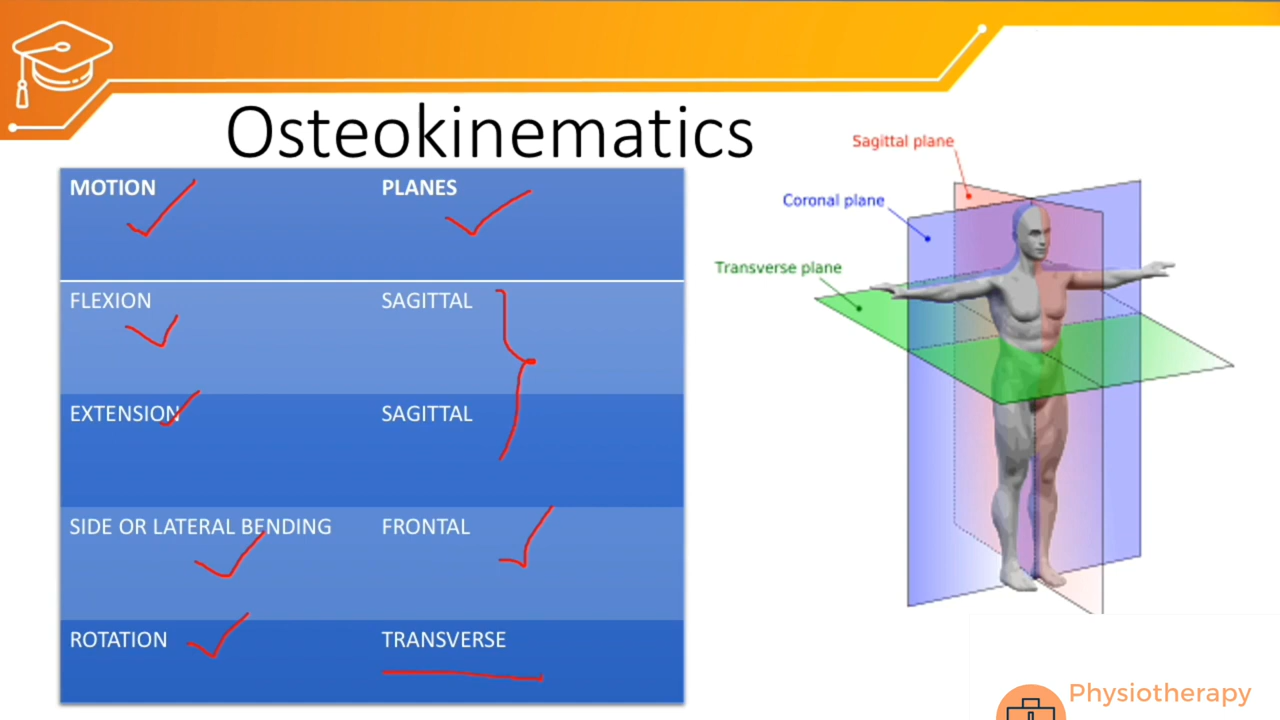 Osteokinematics
MOTION PLANES
FLEXION SAGITTAL
EXTENSION SAGITTAL
SIDE OR LATERAL BENDING FRONTAL
ROTATION TRANSVERSE
Sagittal plane
Coronal plane
Transverse plane
Physiotherapy